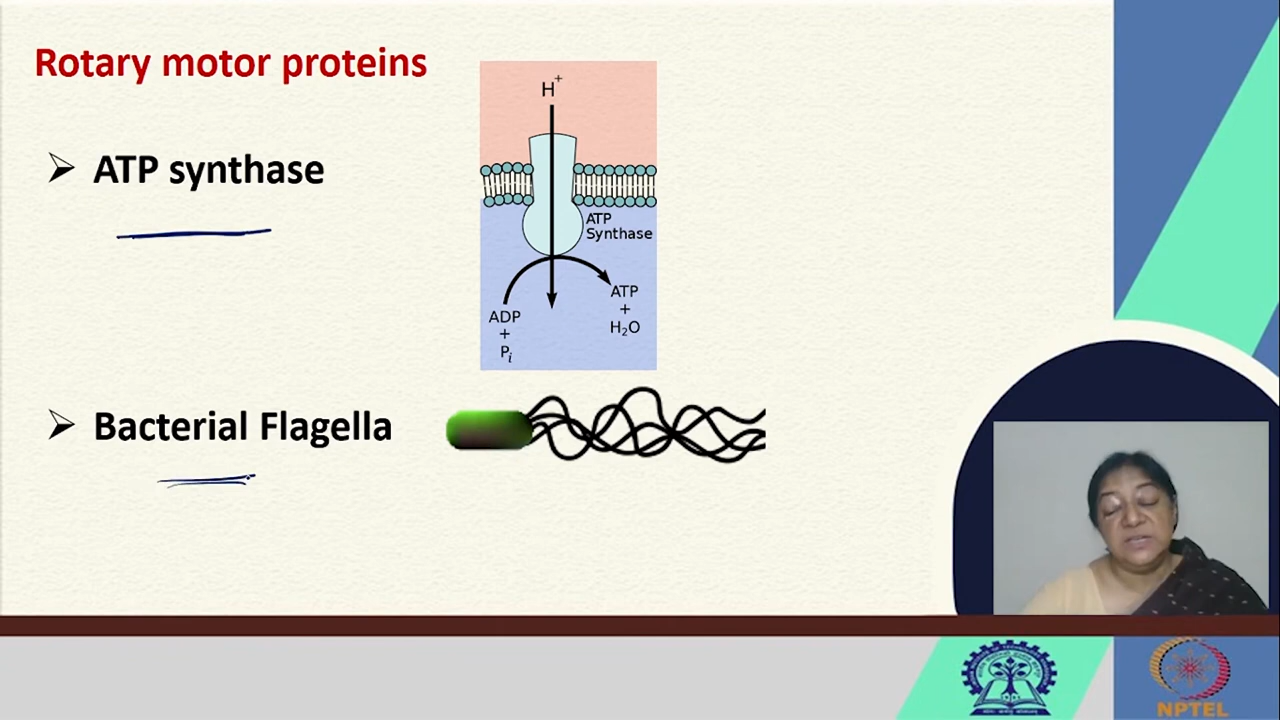 Rotary motor proteins
➢ ATP synthase
H⁺
ATP
Synthase
ADP
+
Pᵢ
ATP
+
H₂O
➢ Bacterial Flagella
NPTEL